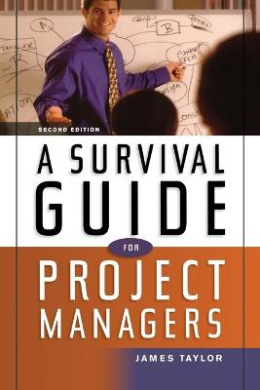 SECOND EDITION
A SURVIVAL
GUIDE
FOR
PROJECT
MANAGERS
JAMES TAYLOR